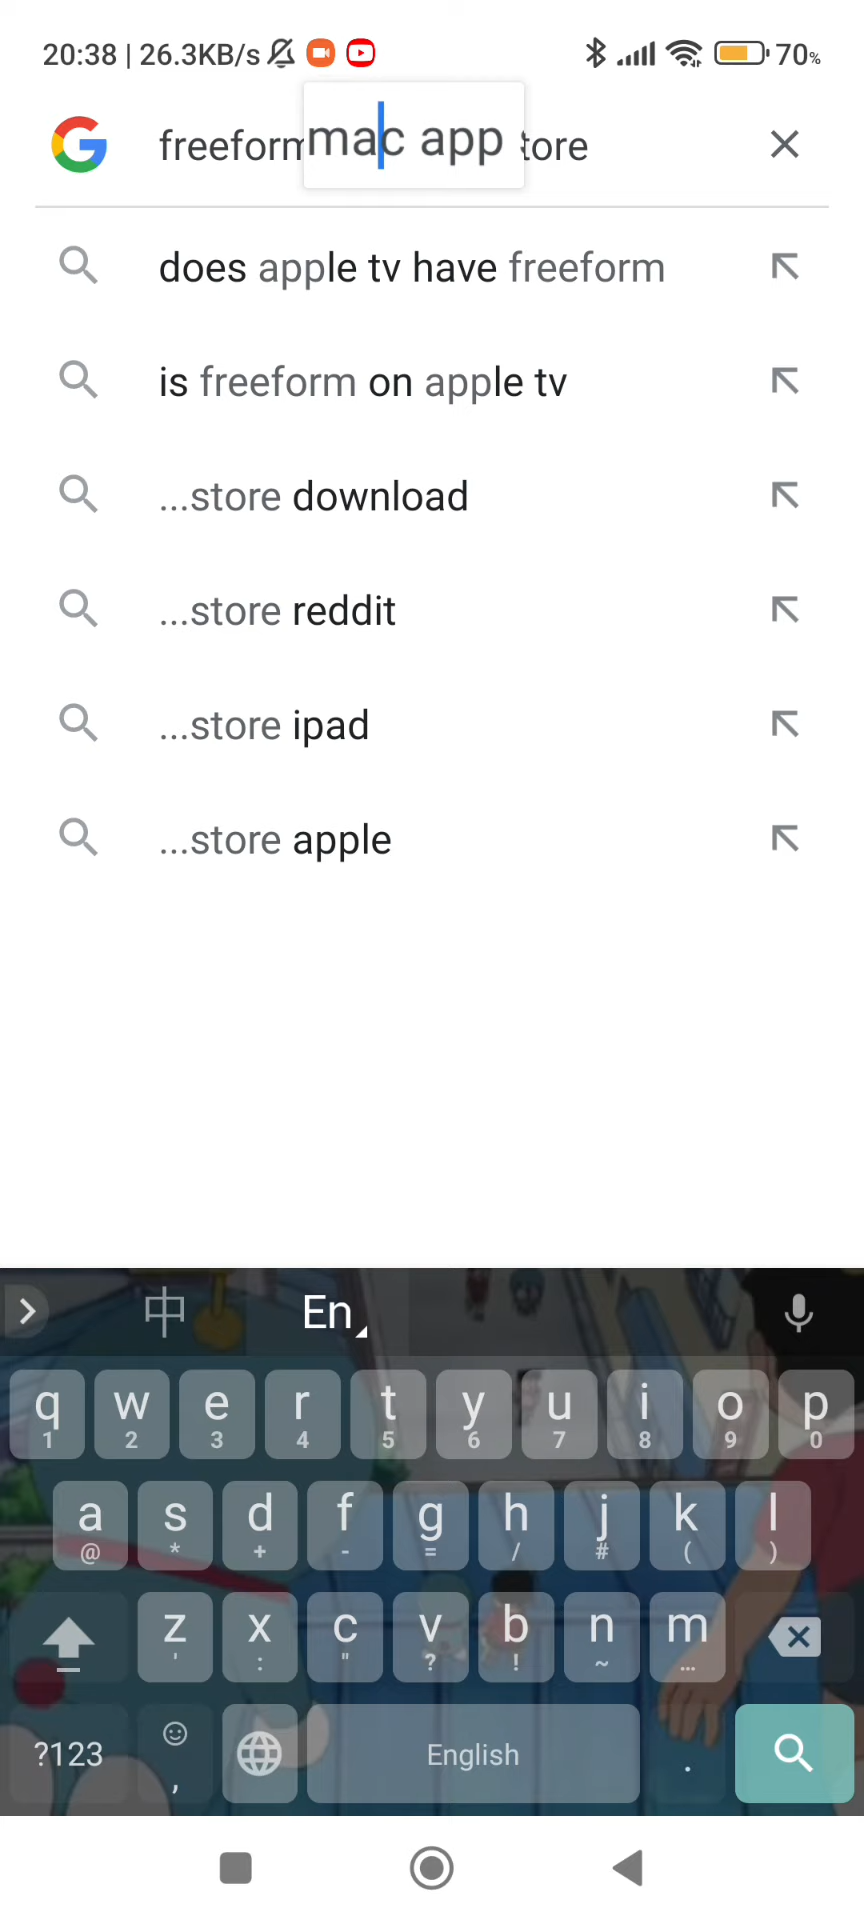 20:38 | 26.3KB/s 70%
freeform mac app store
does apple tv have freeform
is freeform on apple tv
...store download
...store reddit
...store ipad
...store apple
中 En
q w e r t y u i o p
1 2 3 4 5 6 7 8 9 0
a s d f g h j k l
@ * + - = / # ( )
z x c v b n m
' : " ? ! ~ ...
?123 , English .